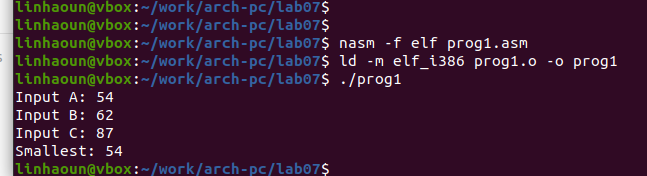 linhaoun@vbox:~/work/arch-pc/lab07$
linhaoun@vbox:~/work/arch-pc/lab07$
linhaoun@vbox:~/work/arch-pc/lab07$ nasm -f elf prog1.asm
linhaoun@vbox:~/work/arch-pc/lab07$ ld -m elf_i386 prog1.o -o prog1
linhaoun@vbox:~/work/arch-pc/lab07$ ./prog1
Input A: 54
Input B: 62
Input C: 87
Smallest: 54
linhaoun@vbox:~/work/arch-pc/lab07$